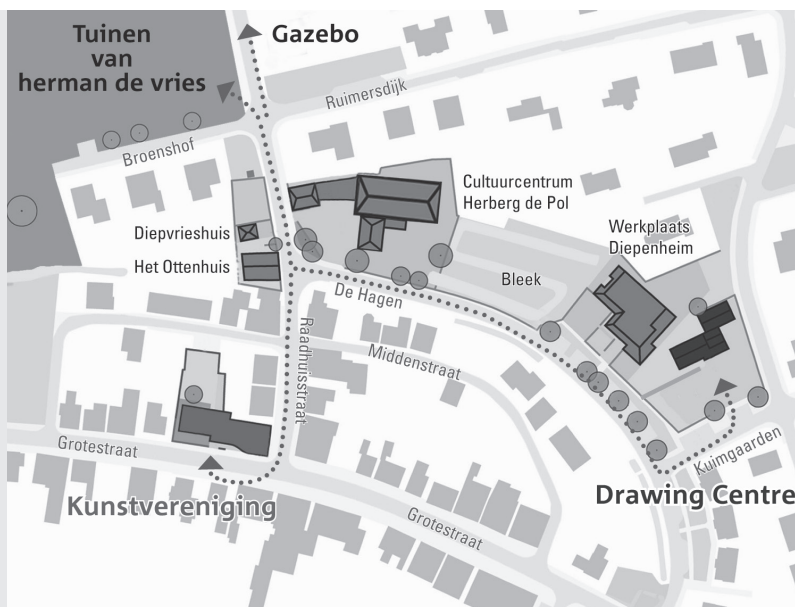 Tuinen
van
herman de vries
Gazebo
Ruimersdijk
Broenshof
Cultuurcentrum
Herberg de Pol
Diepvrieshuis
Het Ottenhuis
Werkplaats
Diepenheim
Bleek
De Hagen
Raadhuisstraat
Middenstraat
Grotestraat
Kunstvereniging
Grotestraat
Kuimgaarden
Drawing Centre